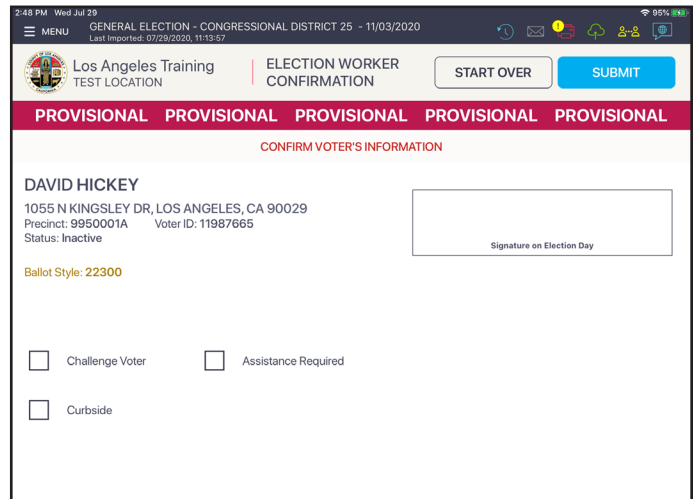 2:48 PM Wed Jul 29
95%
MENU
GENERAL ELECTION - CONGRESSIONAL DISTRICT 25 - 11/03/2020
Last Imported: 07/29/2020, 11:13:57
Los Angeles Training
TEST LOCATION
ELECTION WORKER
CONFIRMATION
START OVER
SUBMIT
PROVISIONAL PROVISIONAL PROVISIONAL PROVISIONAL PROVISIONAL
CONFIRM VOTER'S INFORMATION
DAVID HICKEY
1055 N KINGSLEY DR, LOS ANGELES, CA 90029
Precinct: 9950001A Voter ID: 11987665
Status: Inactive
Signature on Election Day
Ballot Style: 22300
Challenge Voter
Assistance Required
Curbside